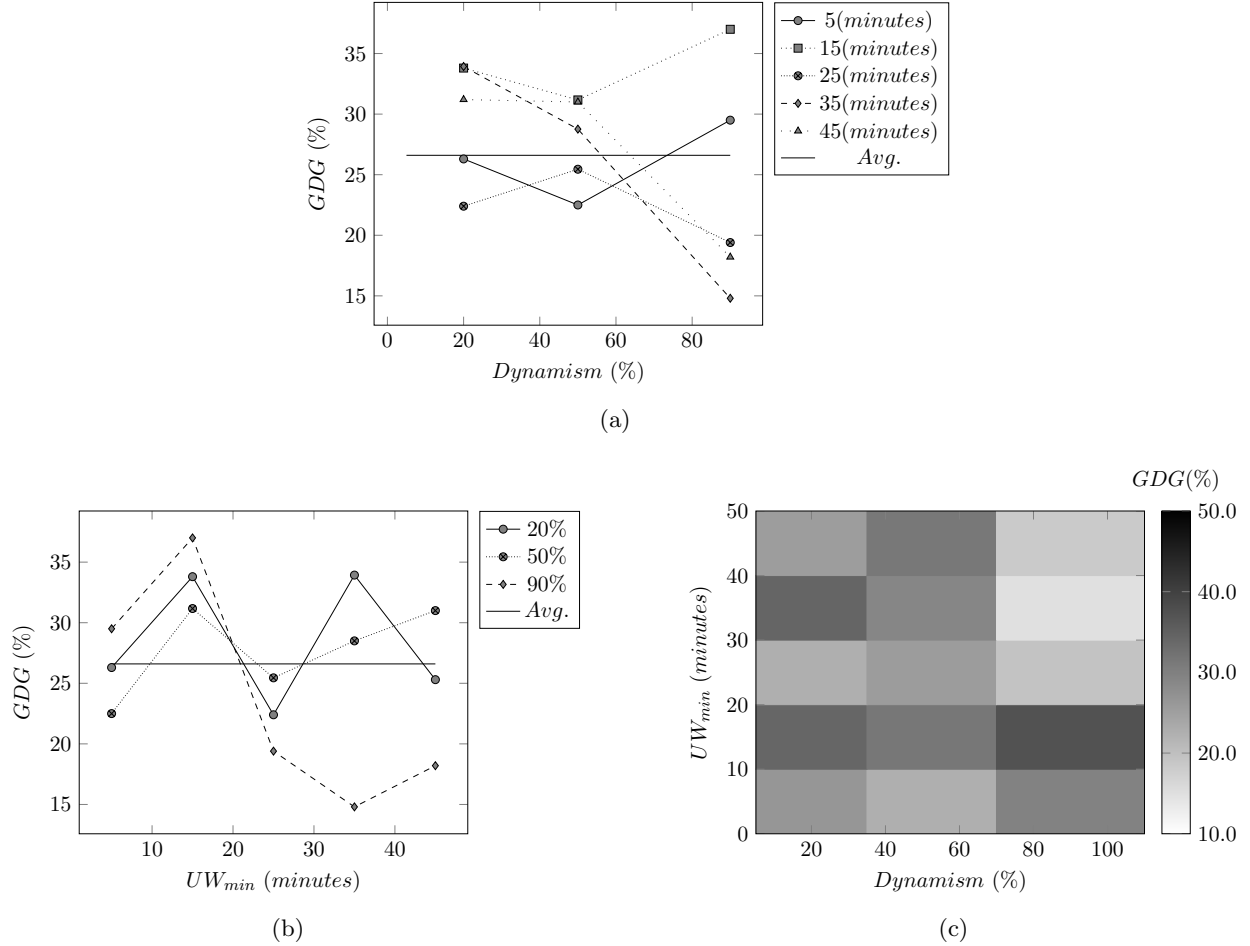 5(minutes)
15(minutes)
25(minutes)
35(minutes)
45(minutes)
Avg.
35
30
25
20
15
GDG (%)
0 20 40 60 80
Dynamism (%)
(a)
20%
50%
90%
Avg.
35
30
25
20
15
GDG (%)
10 20 30 40
UW_min (minutes)
(b)
GDG(%)
50.0
40.0
30.0
20.0
10.0
50
40
30
20
10
0
UW_min (minutes)
20 40 60 80 100
Dynamism (%)
(c)